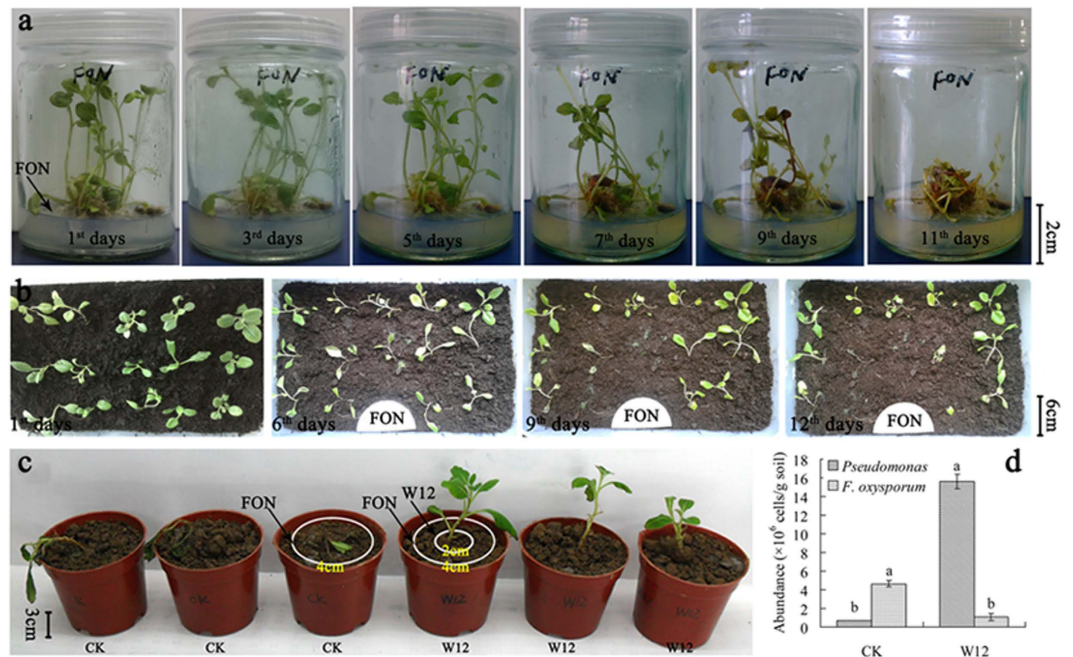 a
FON FON FON FON FON FON
FON
1st days 3rd days 5th days 7th days 9th days 11th days
2cm
b
1st days 6th days 9th days 12th days
FON FON FON
6cm
c
FON FON W12
2cm
4cm 4cm
CK CK W12 W12 W12
3cm
CK CK CK W12 W12 W12
d
Abundance (×10⁶ cells/g soil)
18
16
14
12
10
8
6
4
2
0
Pseudomonas
F. oxysporum
b a a b
CK W12